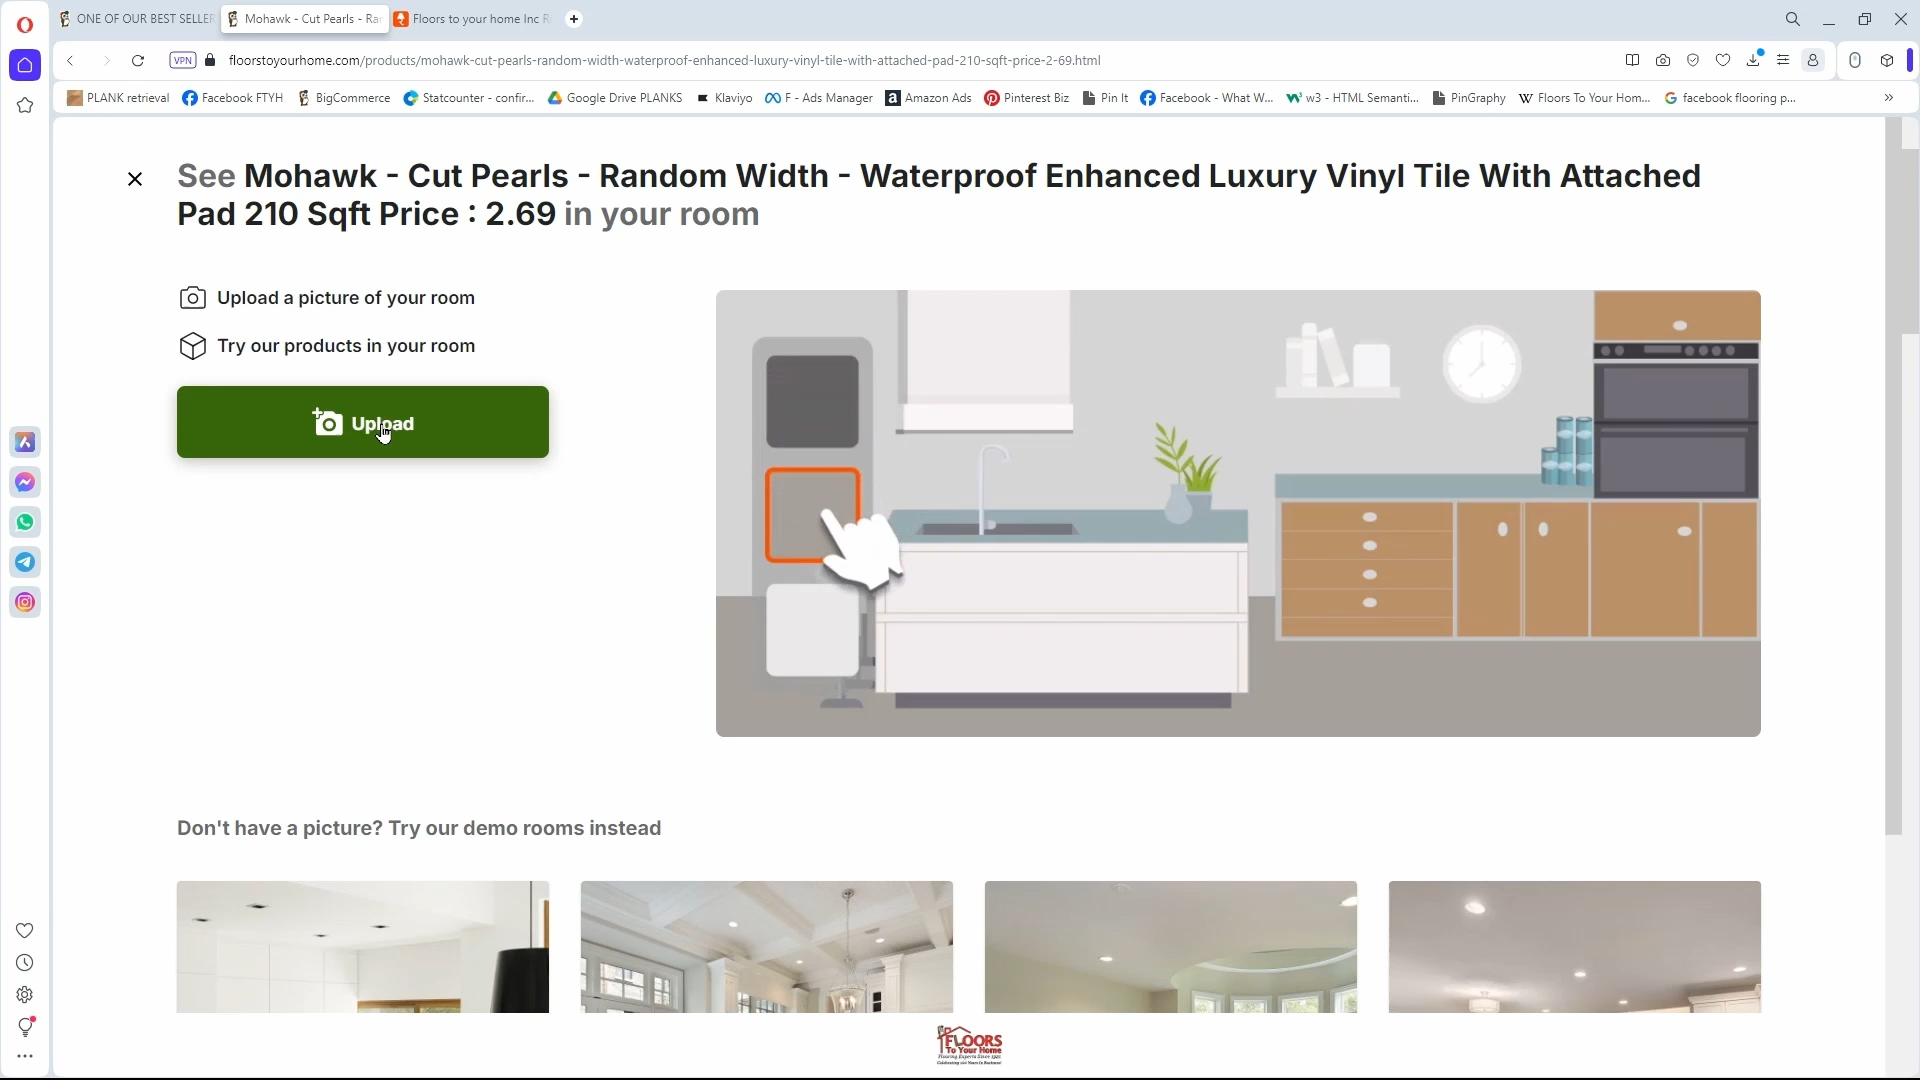 ONE OF OUR BEST SELLER
Mohawk - Cut Pearls - Ra
Floors to your home Inc R
VPN
floorstoyourhome.com/products/mohawk-cut-pearls-random-width-waterproof-enhanced-luxury-vinyl-tile-with-attached-pad-210-sqft-price-2-69.html
PLANK retrieval
Facebook FTYH
BigCommerce
Statcounter - confir...
Google Drive PLANKS
Klaviyo
F - Ads Manager
Amazon Ads
Pinterest Biz
Pin It
Facebook - What W...
w3 - HTML Semanti...
PinGraphy
Floors To Your Hom...
facebook flooring p...
See Mohawk - Cut Pearls - Random Width - Waterproof Enhanced Luxury Vinyl Tile With Attached
Pad 210 Sqft Price : 2.69 in your room
Upload a picture of your room
Try our products in your room
Upload
Don't have a picture? Try our demo rooms instead
FLOORS
To Your Home